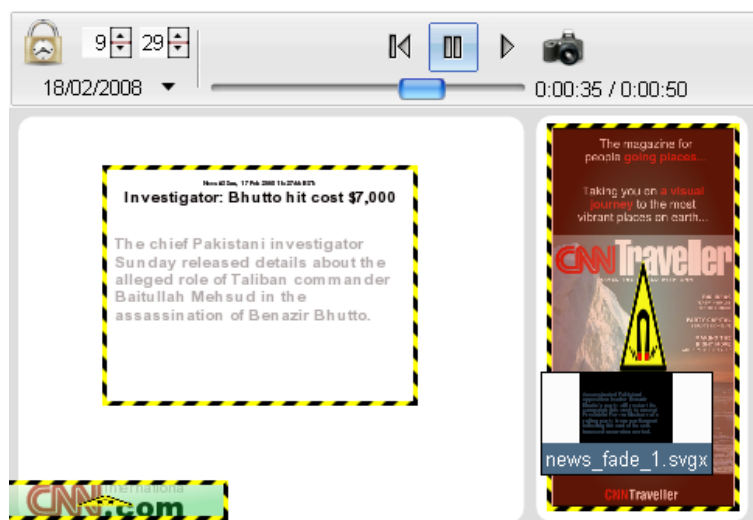 9 29
18/02/2008
0:00:35 / 0:00:50
Investigator: Bhutto hit cost $7,000
The chief Pakistani investigator
Sunday released details about the
alleged role of Taliban commander
Baitullah Mehsud in the
assassination of Benazir Bhutto.
CNN.com
The magazine for
people going places...
Taking you on a visual
journey to the most
vibrant places on earth...
CNN Traveller
news_fade_1.svgx
CNNTraveller